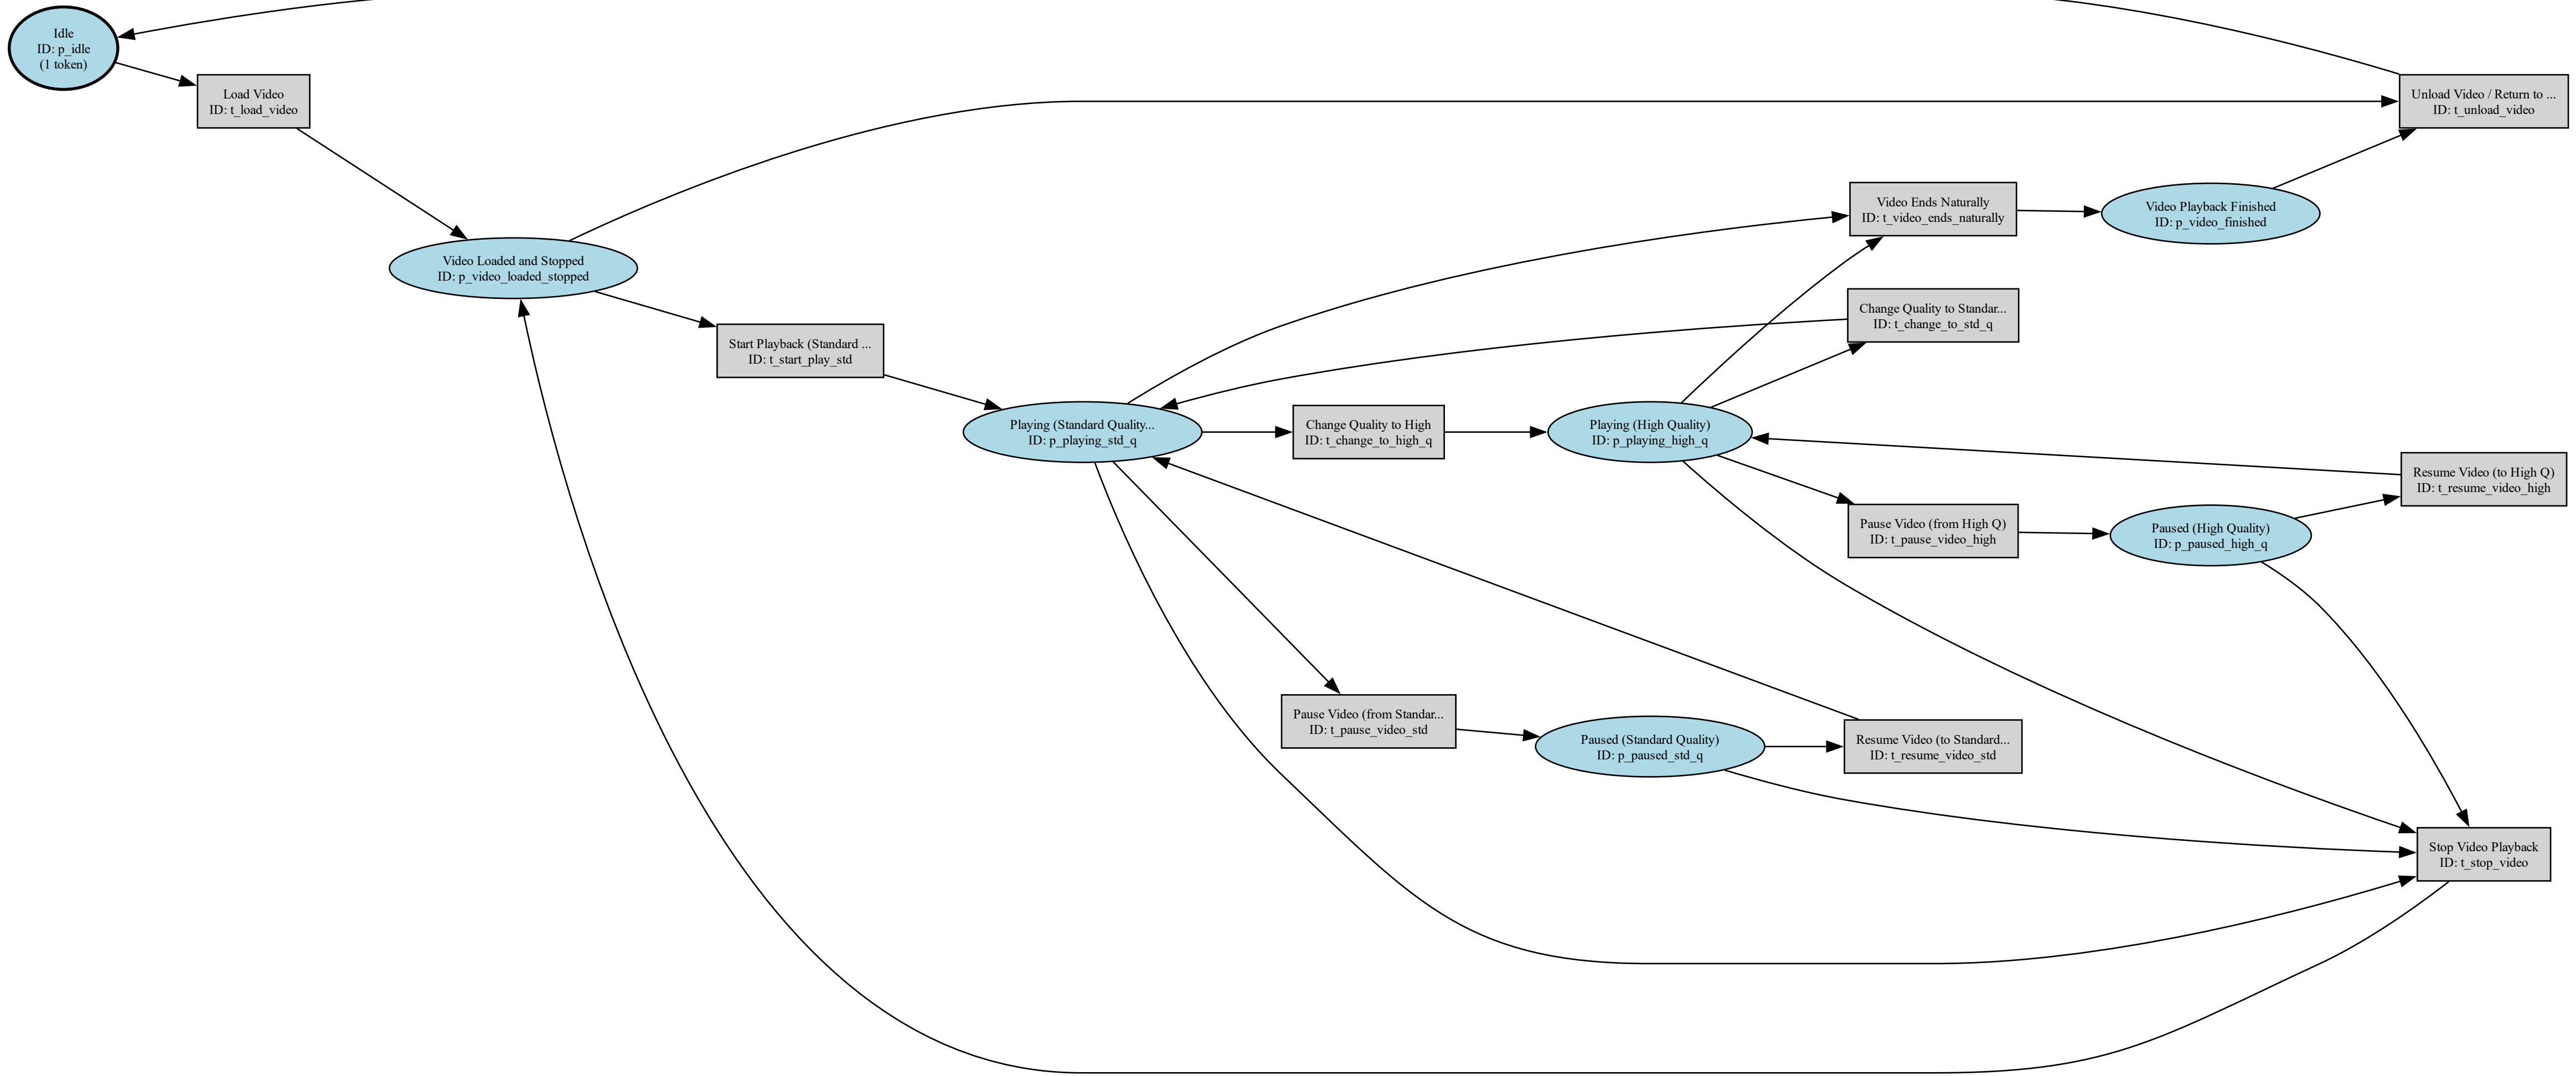 Idle
ID: p_idle
(1 token)
Load Video
ID: t_load_video
Unload Video / Return to ...
ID: t_unload_video
Video Ends Naturally
ID: t_video_ends_naturally
Video Playback Finished
ID: p_video_finished
Video Loaded and Stopped
ID: p_video_loaded_stopped
Change Quality to Standar...
ID: t_change_to_std_q
Start Playback (Standard ...
ID: t_start_play_std
Playing (Standard Quality...
ID: p_playing_std_q
Change Quality to High
ID: t_change_to_high_q
Playing (High Quality)
ID: p_playing_high_q
Resume Video (to High Q)
ID: t_resume_video_high
Pause Video (from High Q)
ID: t_pause_video_high
Paused (High Quality)
ID: p_paused_high_q
Pause Video (from Standar...
ID: t_pause_video_std
Paused (Standard Quality)
ID: p_paused_std_q
Resume Video (to Standard...
ID: t_resume_video_std
Stop Video Playback
ID: t_stop_video